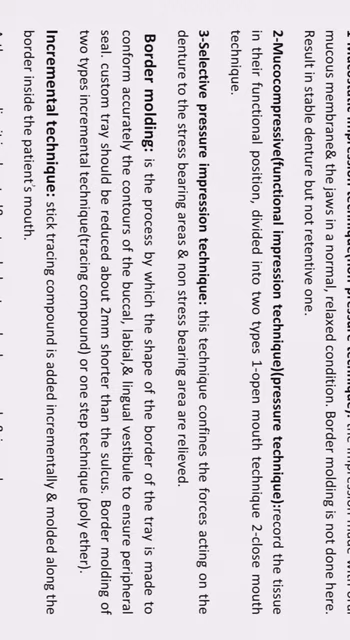 mucous membrane& the jaws in a normal, relaxed condition. Border molding is not done here.
Result in stable denture but not retentive one.
2-Mucocompressive(functional impression technique)(pressure technique):record the tissue
in their functional position, divided into two types 1-open mouth technique 2-close mouth
technique.
3-Selective pressure impression technique: this technique confines the forces acting on the
denture to the stress bearing areas & non stress bearing area are relieved.
Border molding: is the process by which the shape of the border of the tray is made to
conform accurately the contours of the buccal, labial,& lingual vestibule to ensure peripheral
seal. custom tray should be reduced about 2mm shorter than the sulcus. Border molding of
two types incremental technique(tracing compound) or one step technique (poly ether).
Incremental technique: stick tracing compound is added incrementally & molded along the
border inside the patient's mouth.